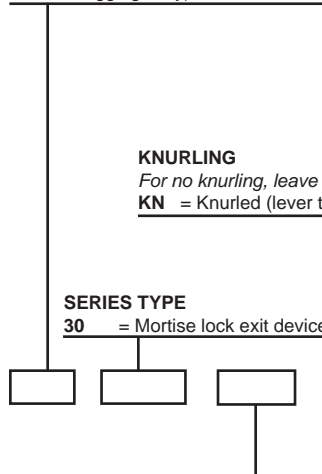 KNURLING
For no knurling, leave
KN = Knurled (lever
SERIES TYPE
30 = Mortise lock exit device